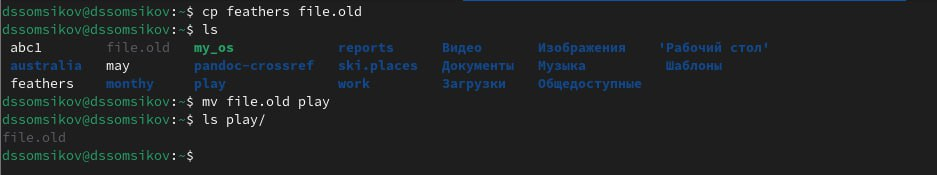 dssomsikov@dssomsikov:~$ cp feathers file.old
dssomsikov@dssomsikov:~$ ls
abc1 file.old my_os reports Видео Изображения 'Рабочий стол'
australia may pandoc-crossref ski.places Документы Музыка Шаблоны
feathers monthy play work Загрузки Общедоступные
dssomsikov@dssomsikov:~$ mv file.old play
dssomsikov@dssomsikov:~$ ls play/
file.old
dssomsikov@dssomsikov:~$